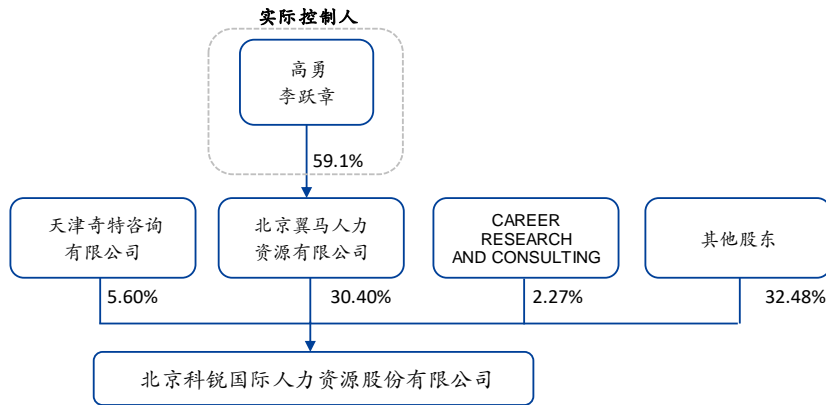 实际控制人
高勇
李跃章
59.1%
天津奇特咨询
有限公司
北京翼马人力
资源有限公司
CAREER
RESEARCH
AND CONSULTING
其他股东
5.60%
30.40%
2.27%
32.48%
北京科锐国际人力资源股份有限公司